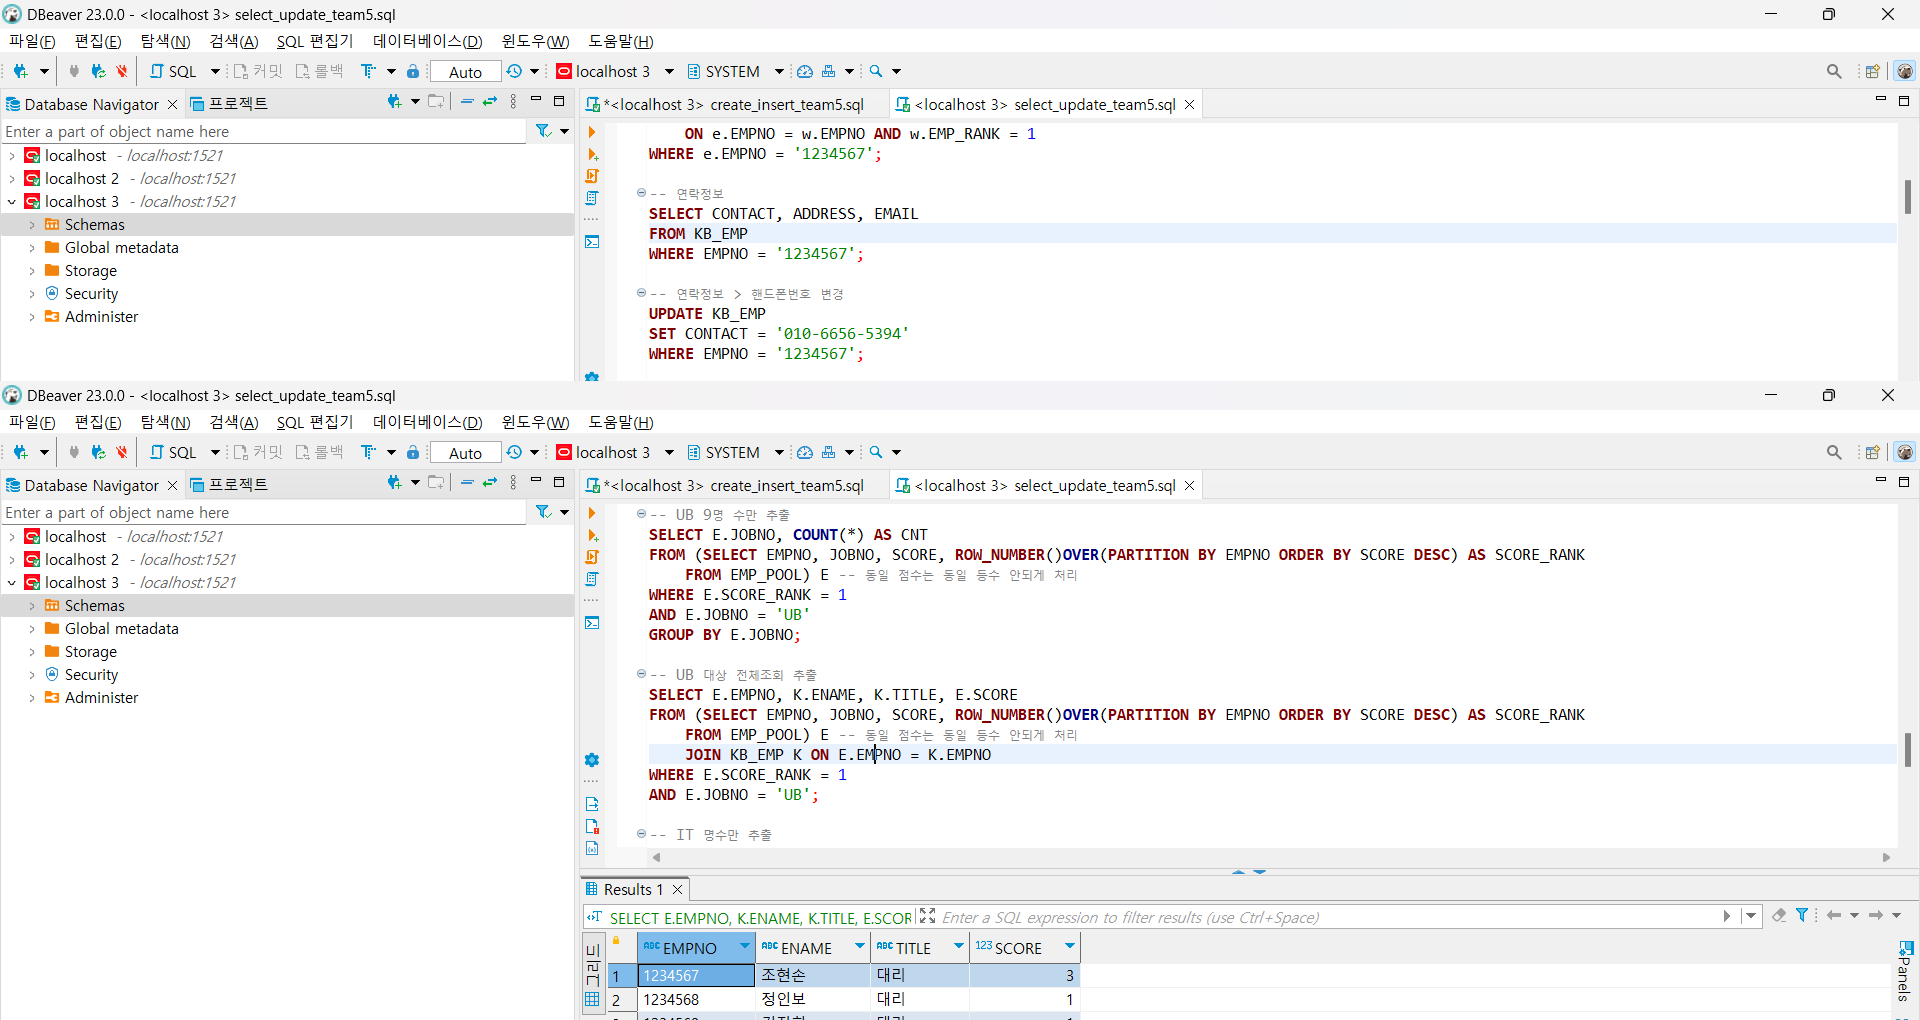 DBeaver 23.0.0 - <localhost 3> select_update_team5.sql
파일(F) 편집(E) 탐색(N) 검색(A) SQL 편집기 데이터베이스(D) 윈도우(W) 도움말(H)
SQL 커밋 롤백 Auto localhost 3 SYSTEM
Database Navigator 프로젝트
Enter a part of object name here
localhost - localhost:1521
localhost 2 - localhost:1521
localhost 3 - localhost:1521
Schemas
Global metadata
Storage
Security
Administer
*<localhost 3> create_insert_team5.sql <localhost 3> select_update_team5.sql
ON e.EMPNO = w.EMPNO AND w.EMP_RANK = 1
WHERE e.EMPNO = '1234567';
-- 연락정보
SELECT CONTACT, ADDRESS, EMAIL
FROM KB_EMP
WHERE EMPNO = '1234567';
-- 연락정보 > 핸드폰번호 변경
UPDATE KB_EMP
SET CONTACT = '010-6656-5394'
WHERE EMPNO = '1234567';
DBeaver 23.0.0 - <localhost 3> select_update_team5.sql
파일(F) 편집(E) 탐색(N) 검색(A) SQL 편집기 데이터베이스(D) 윈도우(W) 도움말(H)
SQL 커밋 롤백 Auto localhost 3 SYSTEM
Database Navigator 프로젝트
Enter a part of object name here
localhost - localhost:1521
localhost 2 - localhost:1521
localhost 3 - localhost:1521
Schemas
Global metadata
Storage
Security
Administer
*<localhost 3> create_insert_team5.sql <localhost 3> select_update_team5.sql
-- UB 9명 수만 추출
SELECT E.JOBNO, COUNT(*) AS CNT
FROM (SELECT EMPNO, JOBNO, SCORE, ROW_NUMBER()OVER(PARTITION BY EMPNO ORDER BY SCORE DESC) AS SCORE_RANK
FROM EMP_POOL) E -- 동일 점수는 동일 등수 안되게 처리
WHERE E.SCORE_RANK = 1
AND E.JOBNO = 'UB'
GROUP BY E.JOBNO;
-- UB 대상 전체조회 추출
SELECT E.EMPNO, K.ENAME, K.TITLE, E.SCORE
FROM (SELECT EMPNO, JOBNO, SCORE, ROW_NUMBER()OVER(PARTITION BY EMPNO ORDER BY SCORE DESC) AS SCORE_RANK
FROM EMP_POOL) E -- 동일 점수는 동일 등수 안되게 처리
JOIN KB_EMP K ON E.EMPNO = K.EMPNO
WHERE E.SCORE_RANK = 1
AND E.JOBNO = 'UB';
-- IT 명수만 추출
Results 1
SELECT E.EMPNO, K.ENAME, K.TITLE, E.SCOR Enter a SQL expression to filter results (use Ctrl+Space)
ABC EMPNO ABC ENAME ABC TITLE 123 SCORE
1 1234567 조현손 대리 3
2 1234568 정인보 대리 1
Panels